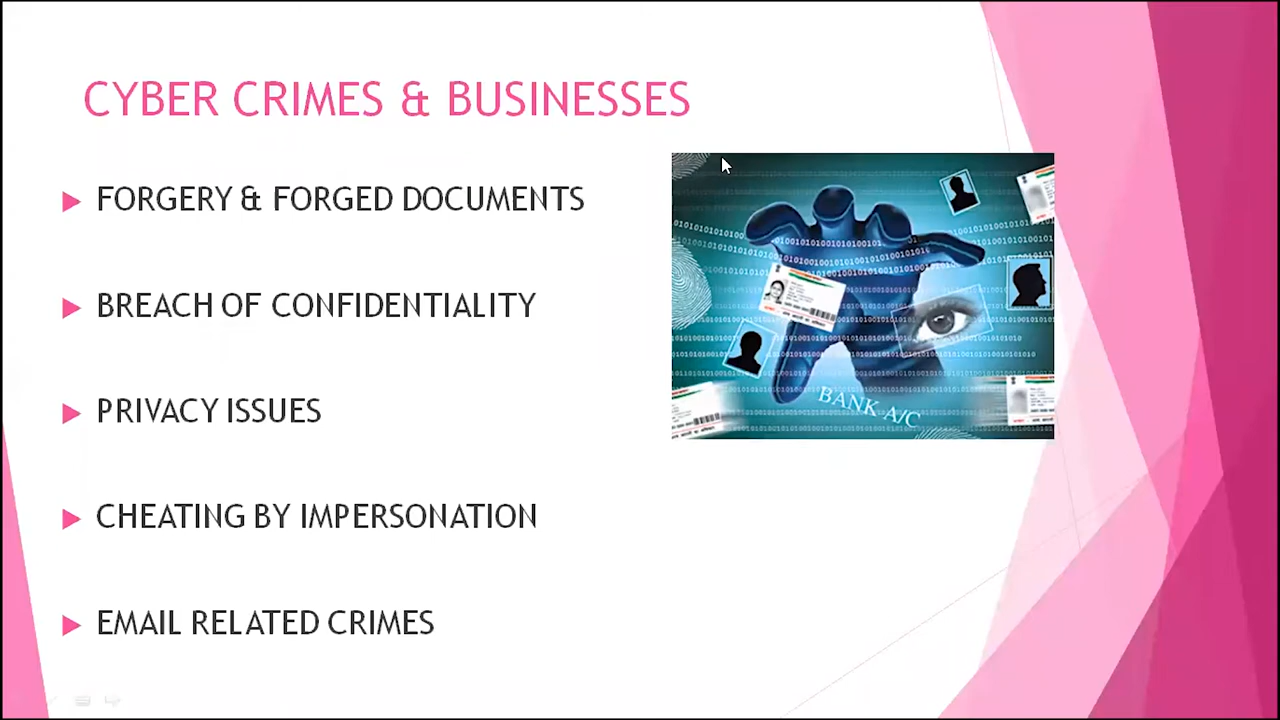 CYBER CRIMES & BUSINESSES
FORGERY & FORGED DOCUMENTS
BREACH OF CONFIDENTIALITY
PRIVACY ISSUES
CHEATING BY IMPERSONATION
EMAIL RELATED CRIMES
BANK A/C